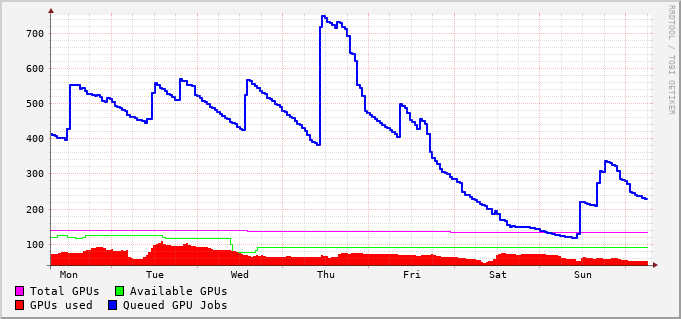 RRDTOOL / TOBI OETIKER
700
600
500
400
300
200
100
Mon Tue Wed Thu Fri Sat Sun
Total GPUs Available GPUs
GPUs used Queued GPU Jobs